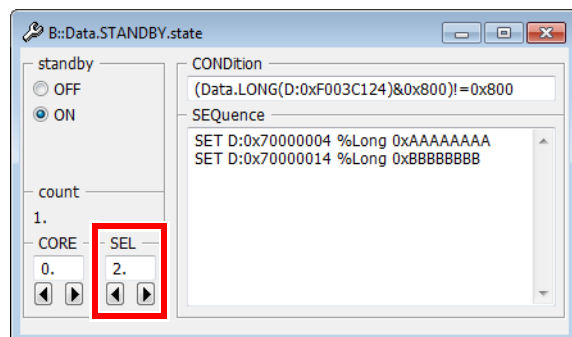 B::Data.STANDBY.state
standby
OFF
ON
count
1.
CORE
0.
SEL
2.
CONDition
(Data.LONG(D:0xF003C124)&0x800)!=0x800
SEQuence
SET D:0x70000004 %Long 0xAAAAAAAA
SET D:0x70000014 %Long 0xBBBBBBBB